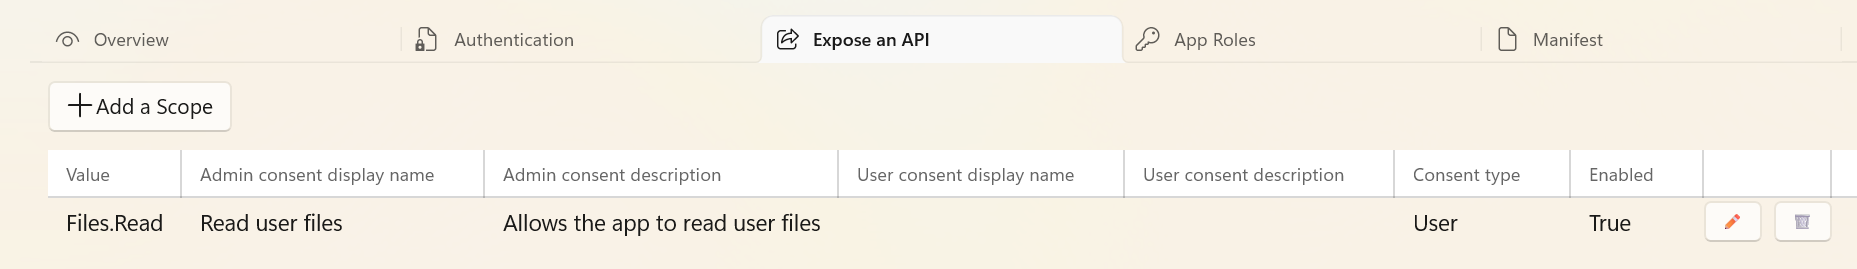 Overview Authentication Expose an API App Roles Manifest
Add a Scope
Value Admin consent display name Admin consent description User consent display name User consent description Consent type Enabled
Files.Read Read user files Allows the app to read user files User True